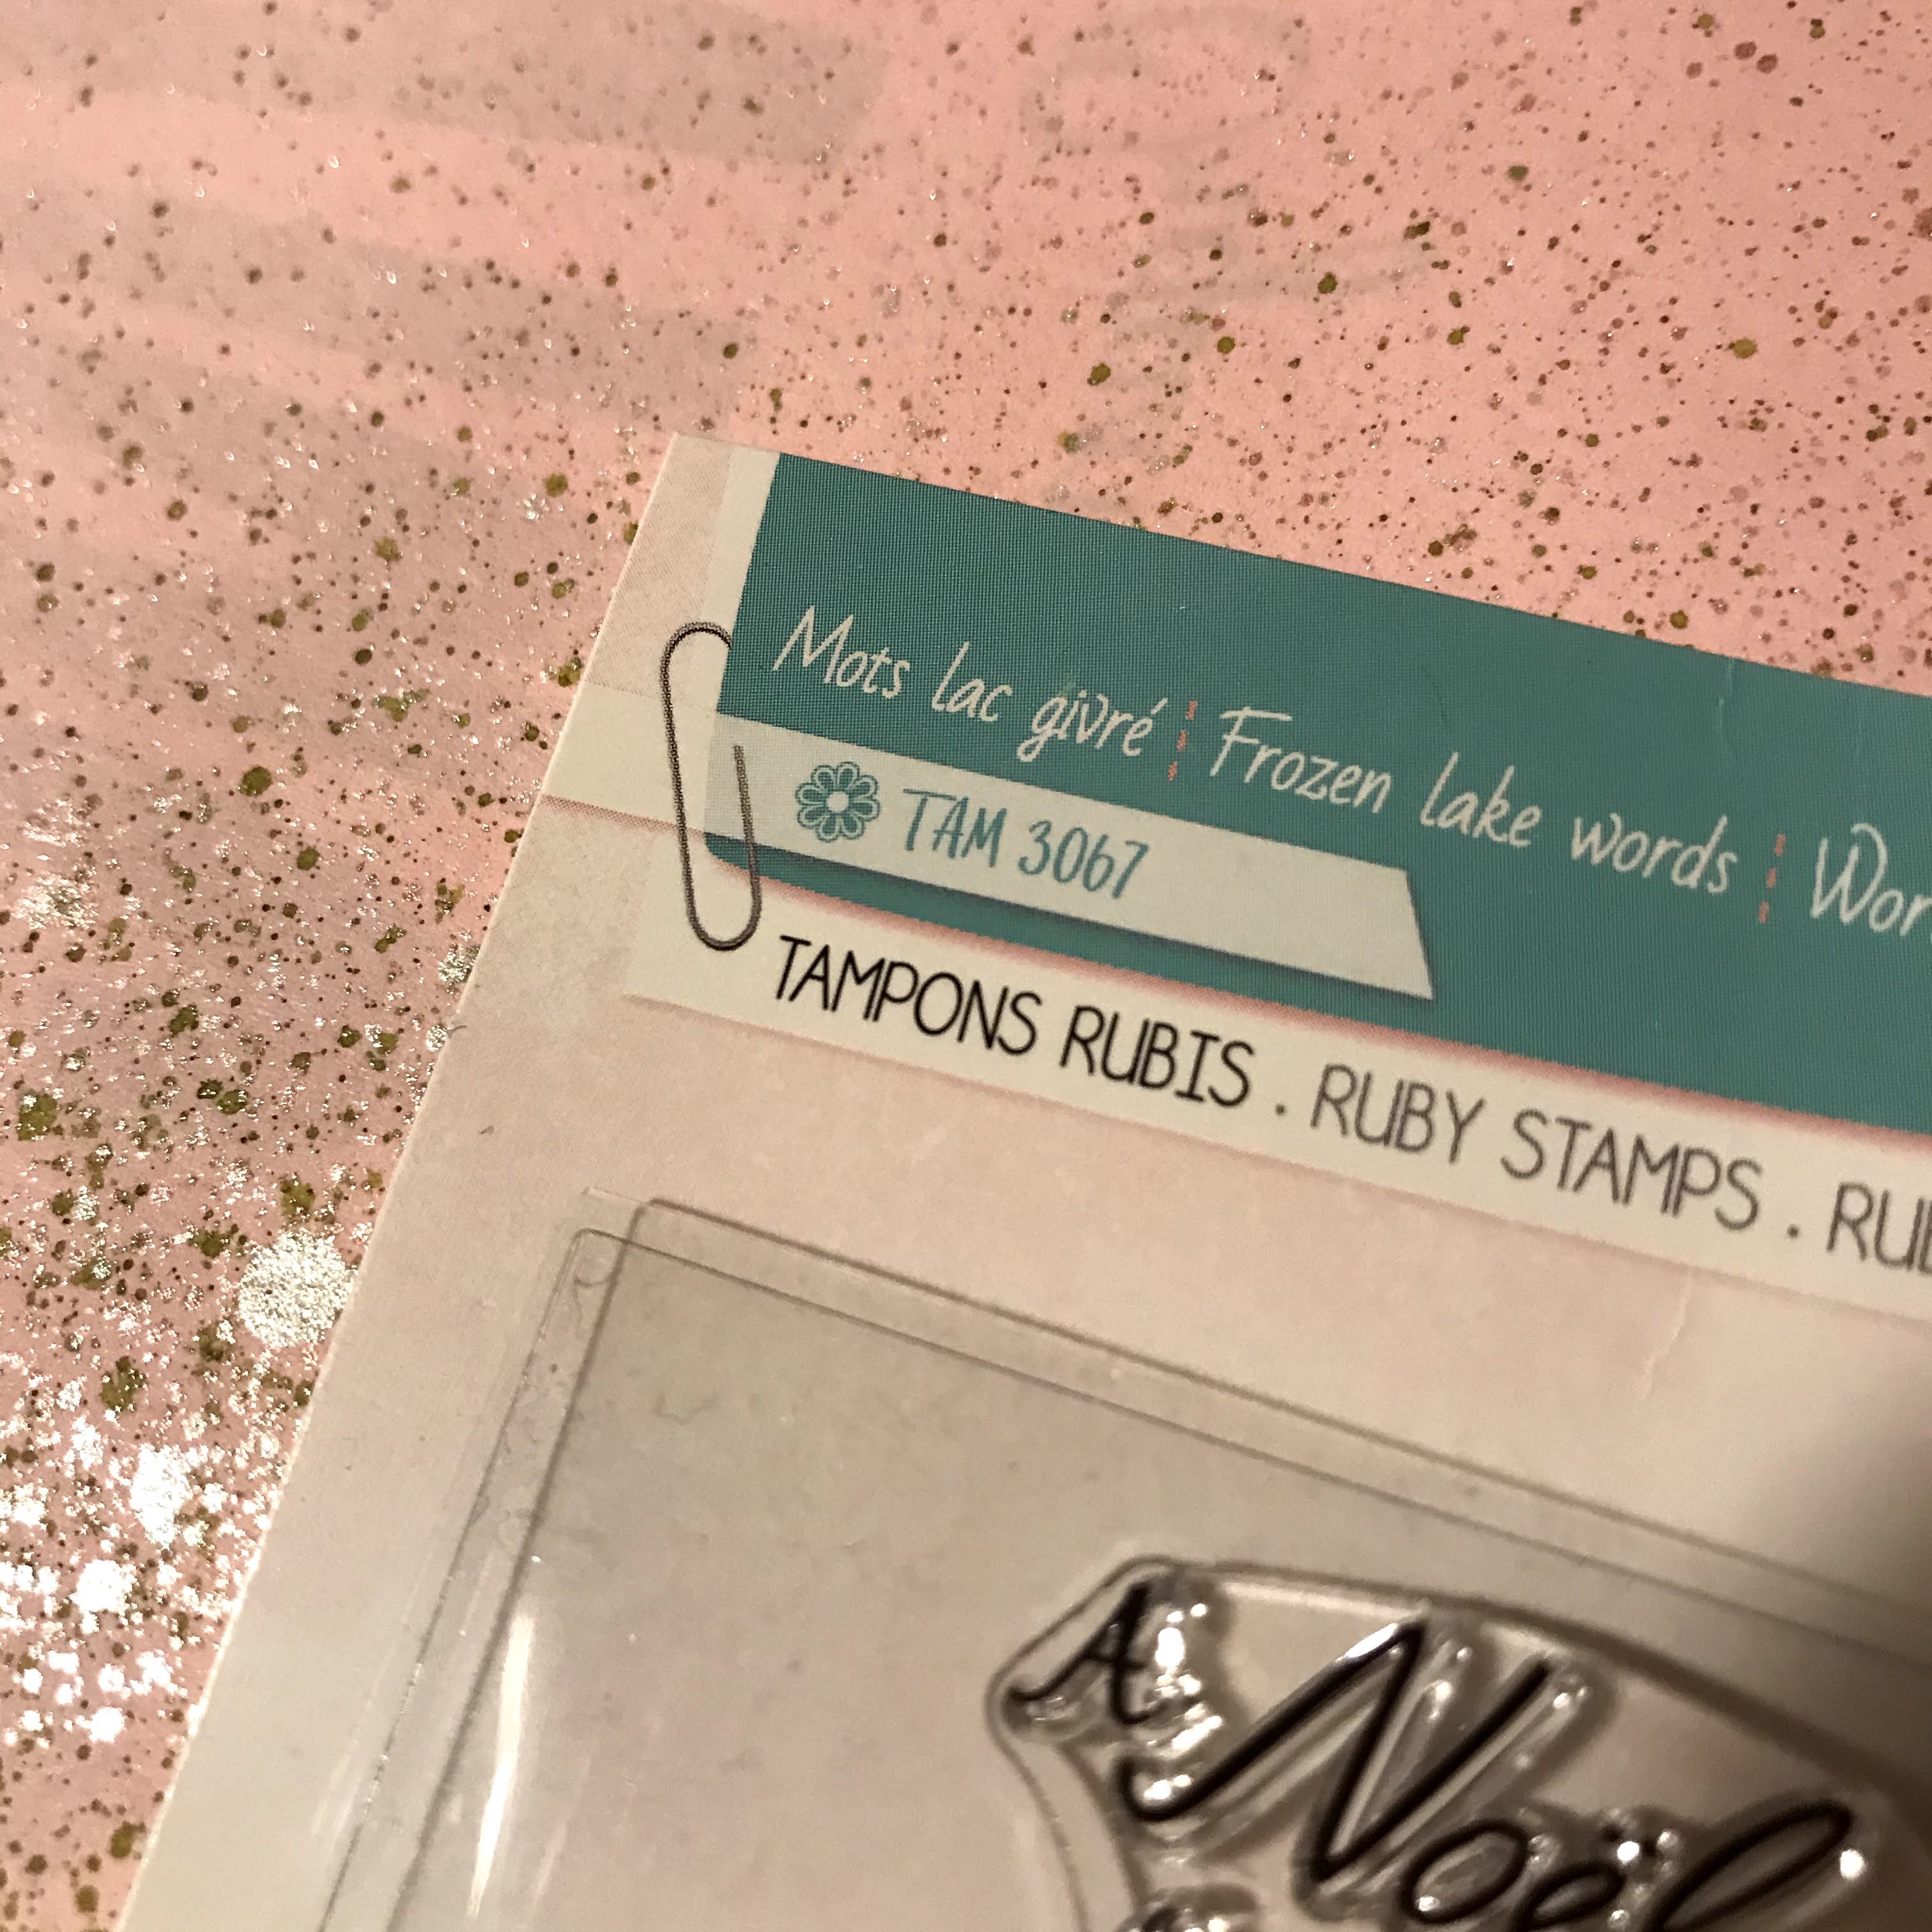 Mots lac givré ¦ Frozen lake words ¦
TAM 3067
TAMPONS RUBIS . RUBY STAMPS .
A
Noël